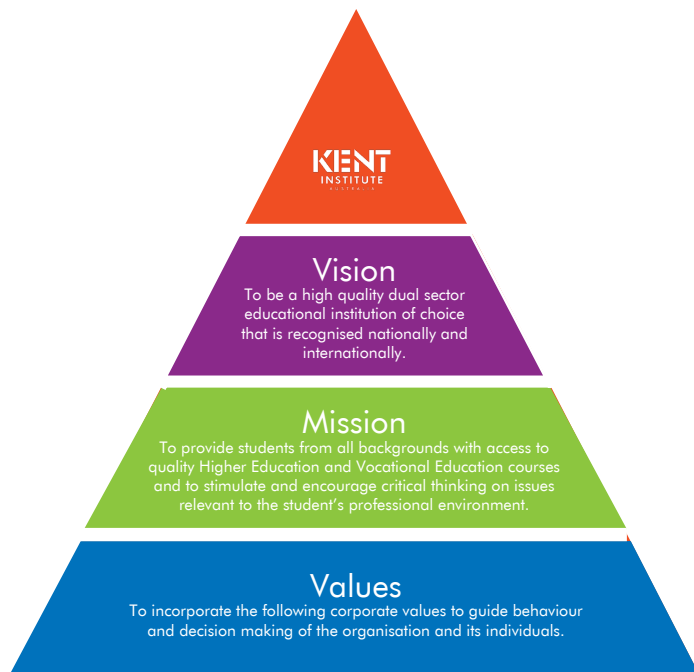 KENT
INSTITUTE
AUSTRALIA
Vision
To be a high quality dual sector
educational institution of choice
that is recognised nationally and
internationally.
Mission
To provide students from all backgrounds with access to
quality Higher Education and Vocational Education courses
and to stimulate and encourage critical thinking on issues
relevant to the student’s professional environment.
Values
To incorporate the following corporate values to guide behaviour
and decision making of the organisation and its individuals.